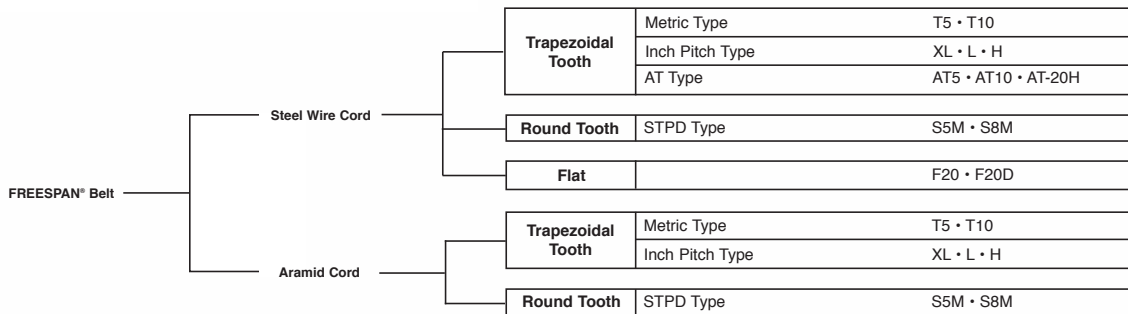 Trapezoidal
Tooth
Metric Type T5 • T10
Inch Pitch Type XL • L • H
AT Type AT5 • AT10 • AT-20H
Steel Wire Cord
Round Tooth STPD Type S5M • S8M
Flat F20 • F20D
FREESPAN® Belt
Trapezoidal
Tooth
Metric Type T5 • T10
Inch Pitch Type XL • L • H
Aramid Cord
Round Tooth STPD Type S5M • S8M